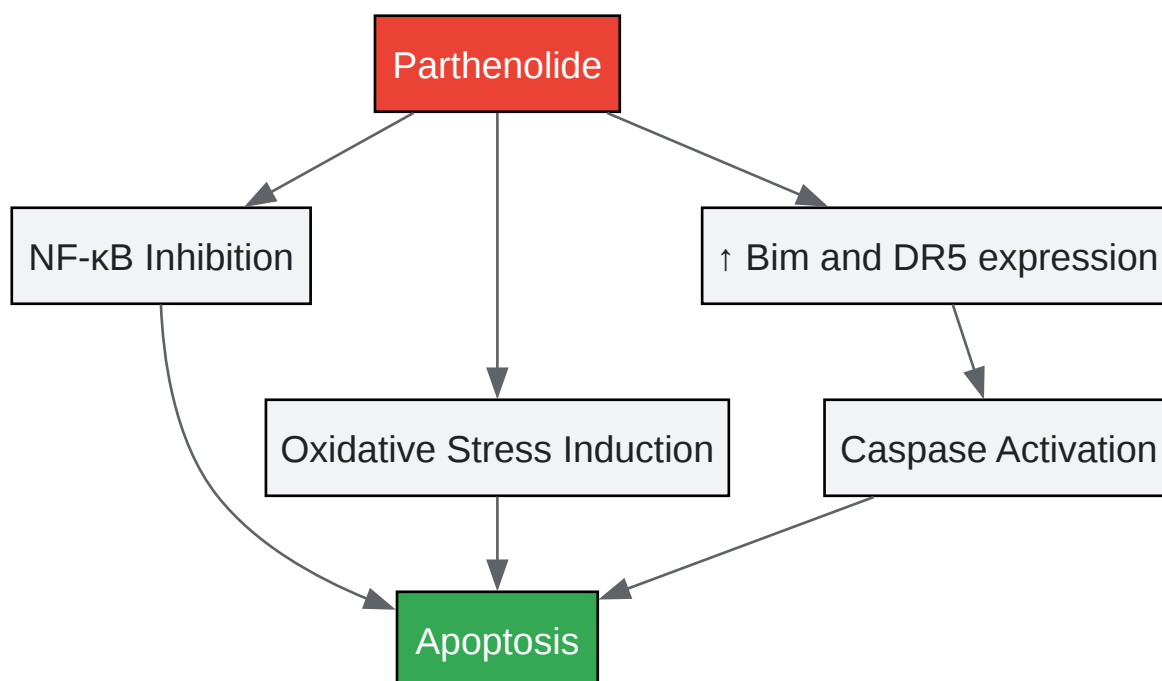 Parthenolide
NF-κB Inhibition
↑ Bim and DR5 expression
Oxidative Stress Induction
Caspase Activation
Apoptosis